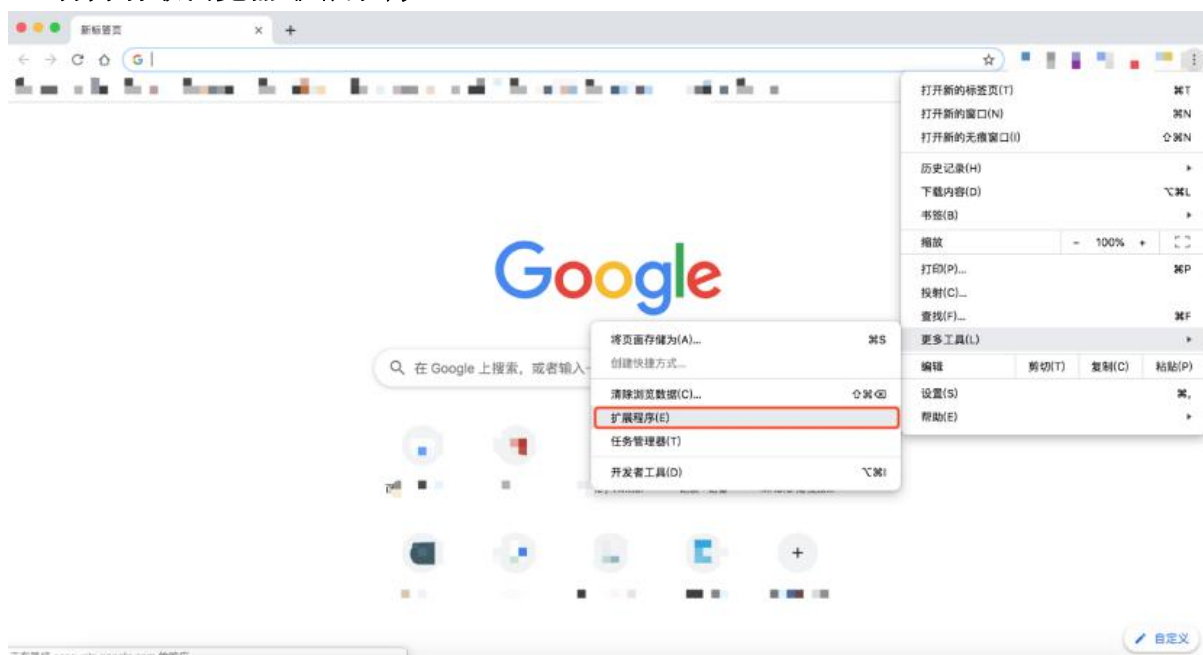 新标签页
打开新的标签页(T) ⌘T
打开新的窗口(N) ⌘N
打开新的无痕窗口(I) ⇧⌘N
历史记录(H)
下载内容(D) ⌥⌘L
书签(B)
缩放 - 100% +
打印(P)... ⌘P
投射(C)...
查找(F)... ⌘F
更多工具(L)
编辑 剪切(T) 复制(C) 粘贴(P)
设置(S) ⌘,
帮助(E)
Google
在 Google 上搜索，或者输入
将页面存储为(A)... ⌘S
创建快捷方式...
清除浏览数据(C)... ⇧⌘⌫
扩展程序(E)
任务管理器(T)
开发者工具(D) ⌥⌘I
自定义